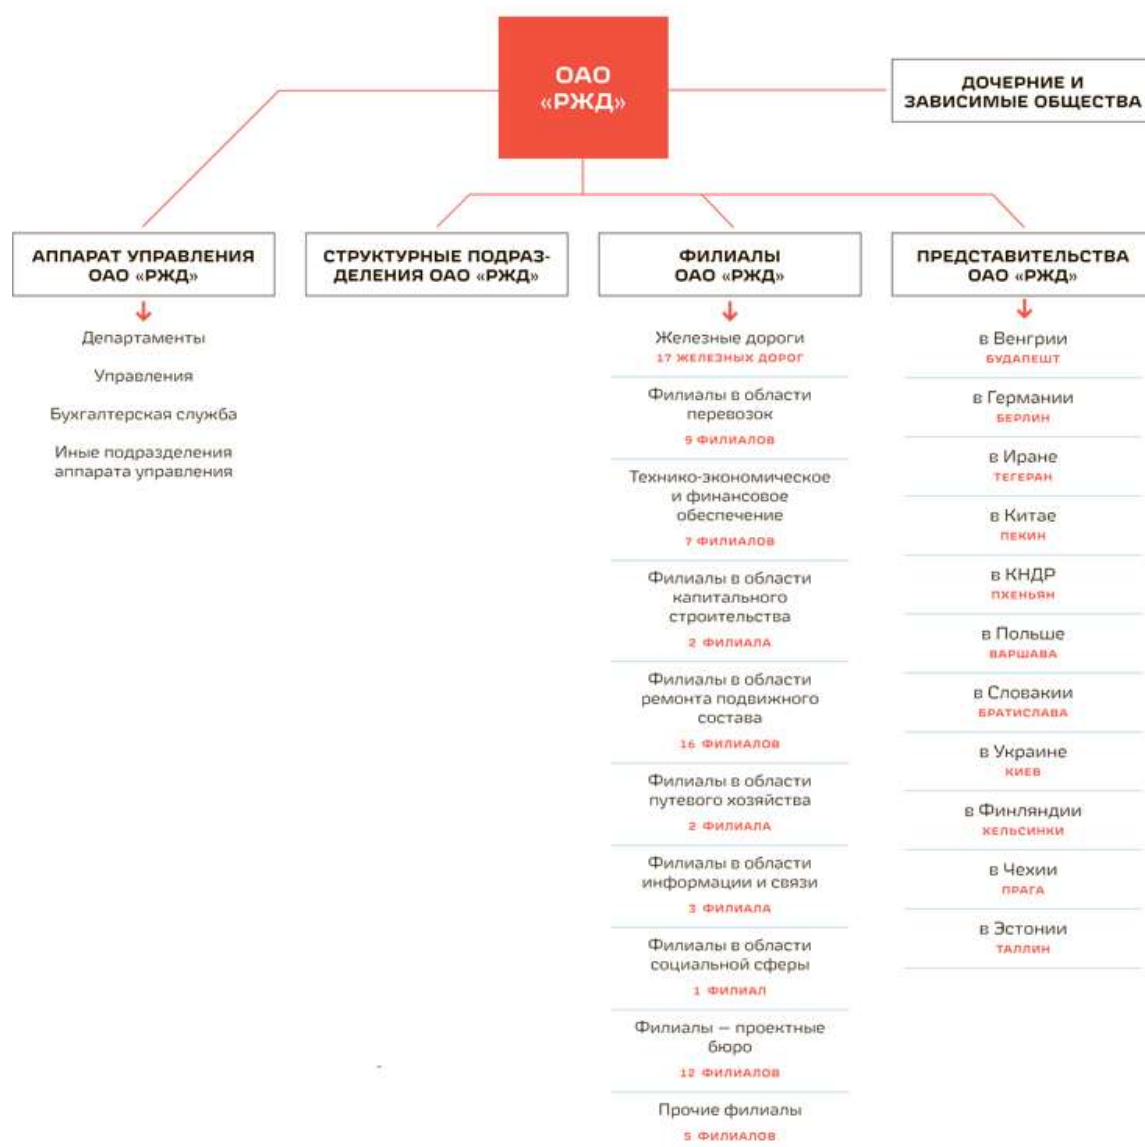 ОАО
«РЖД»
ДОЧЕРНИЕ И
ЗАВИСИМЫЕ ОБЩЕСТВА
АППАРАТ УПРАВЛЕНИЯ
ОАО «РЖД»
Департаменты
Управления
Бухгалтерская служба
Иные подразделения
аппарата управления
СТРУКТУРНЫЕ ПОДРАЗ-
ДЕЛЕНИЯ ОАО «РЖД»
ФИЛИАЛЫ
ОАО «РЖД»
Железные дороги
17 ЖЕЛЕЗНЫХ ДОРОГ
Филиалы в области
перевозок
9 ФИЛИАЛОВ
Технико-экономическое
и финансовое
обеспечение
7 ФИЛИАЛОВ
Филиалы в области
капитального
строительства
2 ФИЛИАЛА
Филиалы в области
ремонта подвижного
состава
16 ФИЛИАЛОВ
Филиалы в области
путевого хозяйства
2 ФИЛИАЛА
Филиалы в области
информации и связи
3 ФИЛИАЛА
Филиалы в области
социальной сферы
1 ФИЛИАЛ
Филиалы — проектные
бюро
12 ФИЛИАЛОВ
Прочие филиалы
5 ФИЛИАЛОВ
ПРЕДСТАВИТЕЛЬСТВА
ОАО «РЖД»
в Венгрии
БУДАПЕШТ
в Германии
БЕРЛИН
в Иране
ТЕГЕРАН
в Китае
ПЕКИН
в КНДР
ПХЕНЬЯН
в Польше
ВАРШАВА
в Словакии
БРАТИСЛАВА
в Украине
КИЕВ
в Финляндии
ХЕЛЬСИНКИ
в Чехии
ПРАГА
в Эстонии
ТАЛЛИН